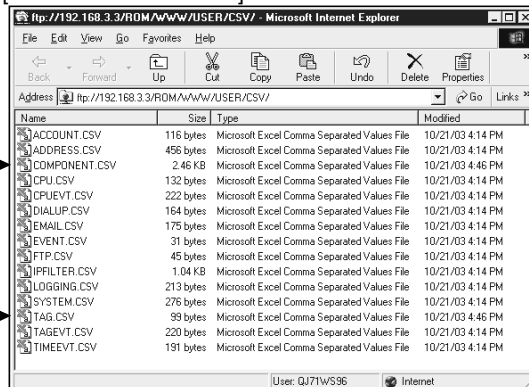 ftp://192.168.3.3/ROM/WWW/USER/CSV/ - Microsoft Internet Explorer
File Edit View Go Favorites Help
Back Forward Up Cut Copy Paste Undo Delete Properties »
Address ftp://192.168.3.3/ROM/WWW/USER/CSV/ Go Links »
Name Size Type Modified
ACCOUNT.CSV 116 bytes Microsoft Excel Comma Separated Values File 10/21/03 4:14 PM
ADDRESS.CSV 456 bytes Microsoft Excel Comma Separated Values File 10/21/03 4:14 PM
COMPONENT.CSV 2.46 KB Microsoft Excel Comma Separated Values File 10/21/03 4:46 PM
CPU.CSV 132 bytes Microsoft Excel Comma Separated Values File 10/21/03 4:14 PM
CPUEVT.CSV 222 bytes Microsoft Excel Comma Separated Values File 10/21/03 4:14 PM
DIALUP.CSV 164 bytes Microsoft Excel Comma Separated Values File 10/21/03 4:14 PM
EMAIL.CSV 175 bytes Microsoft Excel Comma Separated Values File 10/21/03 4:14 PM
EVENT.CSV 31 bytes Microsoft Excel Comma Separated Values File 10/21/03 4:14 PM
FTP.CSV 45 bytes Microsoft Excel Comma Separated Values File 10/21/03 4:14 PM
IPFILTER.CSV 1.04 KB Microsoft Excel Comma Separated Values File 10/21/03 4:14 PM
LOGGING.CSV 213 bytes Microsoft Excel Comma Separated Values File 10/21/03 4:14 PM
SYSTEM.CSV 276 bytes Microsoft Excel Comma Separated Values File 10/21/03 4:14 PM
TAG.CSV 99 bytes Microsoft Excel Comma Separated Values File 10/21/03 4:46 PM
TAGEVT.CSV 220 bytes Microsoft Excel Comma Separated Values File 10/21/03 4:14 PM
TIMEEVT.CSV 191 bytes Microsoft Excel Comma Separated Values File 10/21/03 4:14 PM
User: QJ71WS96 Internet